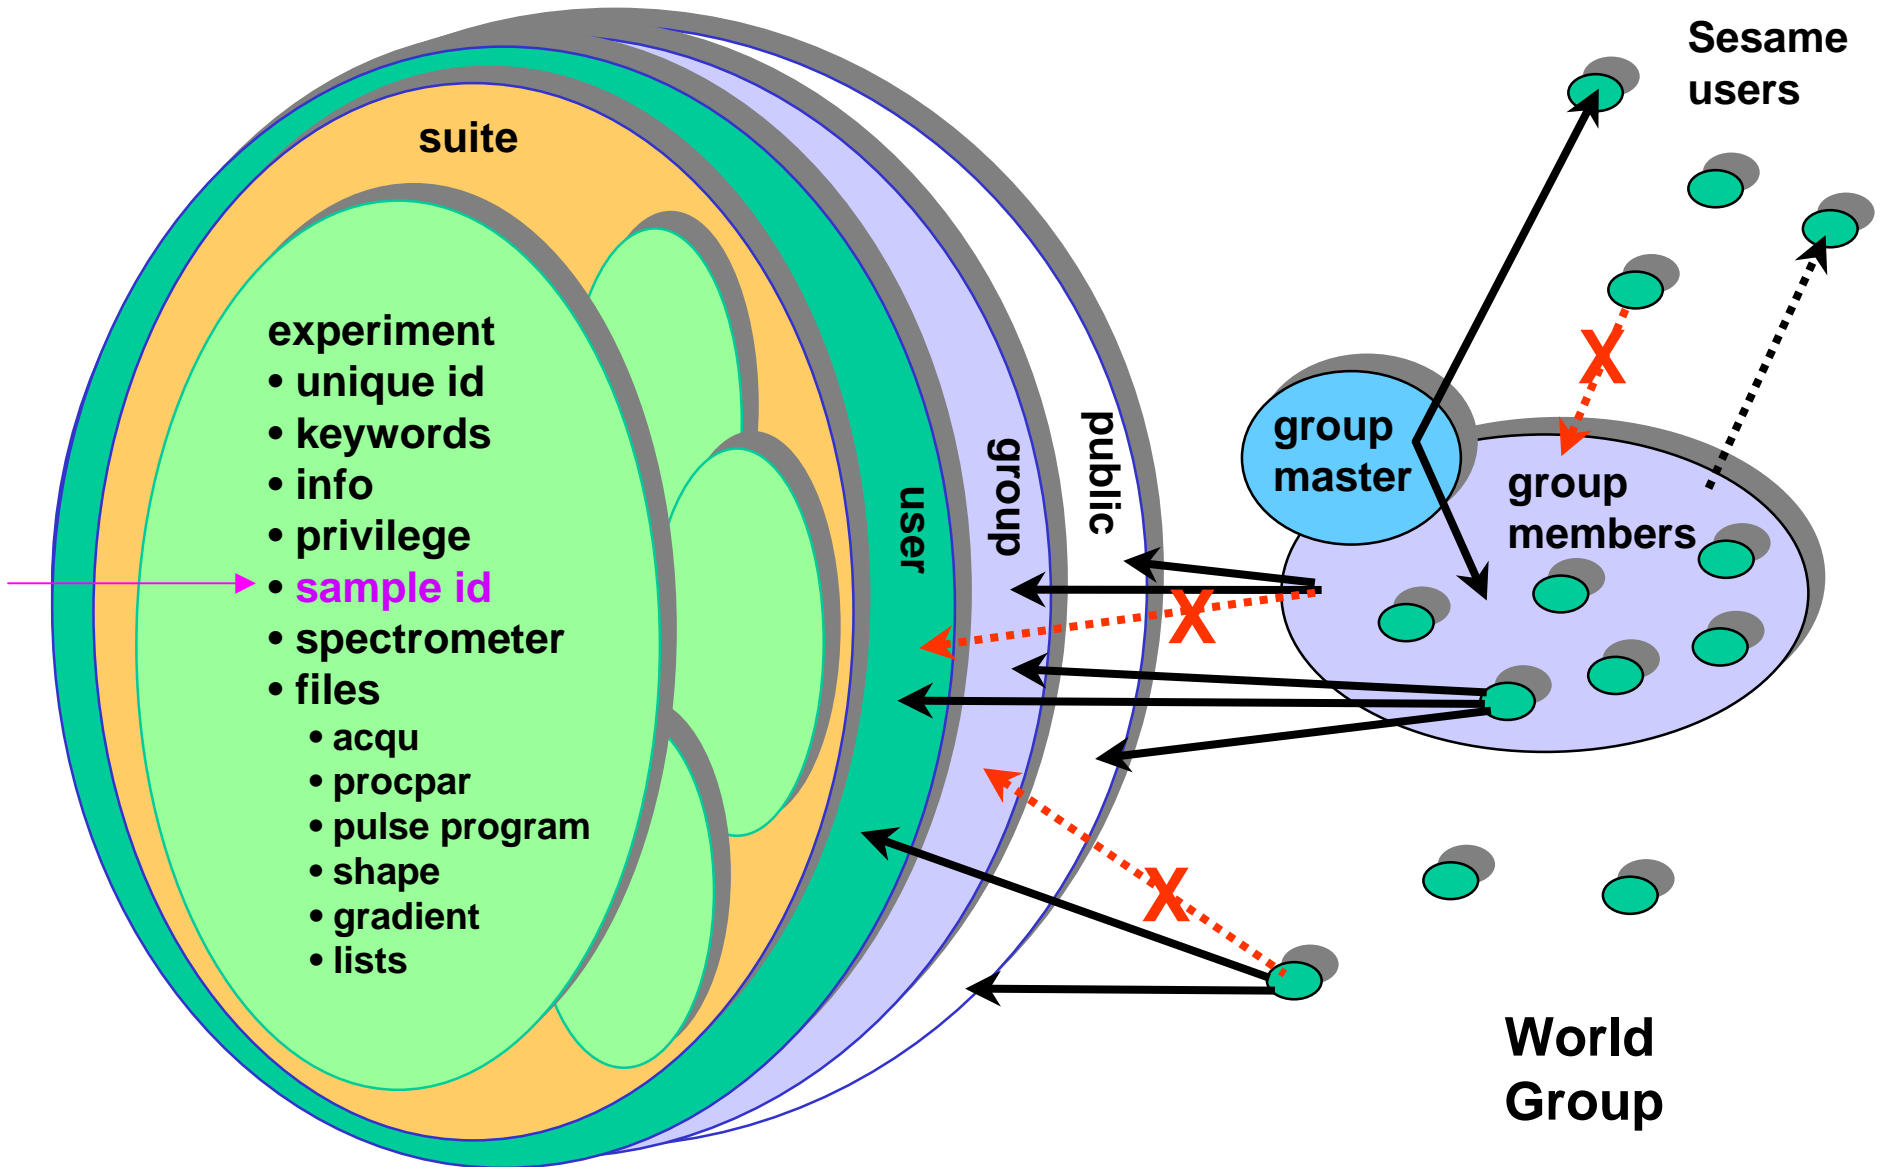 Sesame
users
suite
experiment
• unique id
• keywords
• info
• privilege
• sample id
• spectrometer
• files
• acqu
• procpar
• pulse program
• shape
• gradient
• lists
user
group
public
group
master
group
members
X
X
X
World
Group